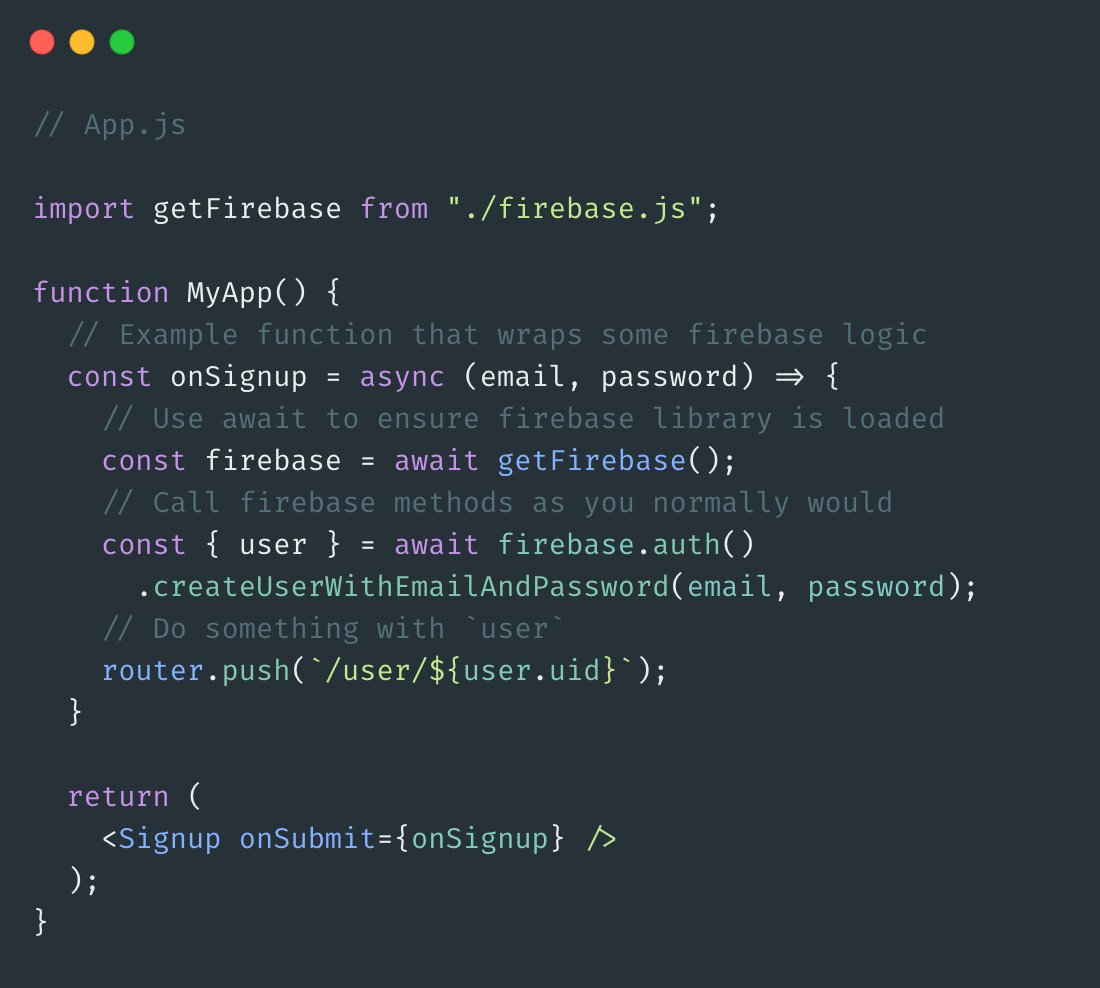 // App.js
import getFirebase from "./firebase.js";
function MyApp() {
  // Example function that wraps some firebase logic
  const onSignup = async (email, password) => {
    // Use await to ensure firebase library is loaded
    const firebase = await getFirebase();
    // Call firebase methods as you normally would
    const { user } = await firebase.auth()
      .createUserWithEmailAndPassword(email, password);
    // Do something with `user`
    router.push(`/user/${user.uid}`);
  }
  return (
    <Signup onSubmit={onSignup} />
  );
}